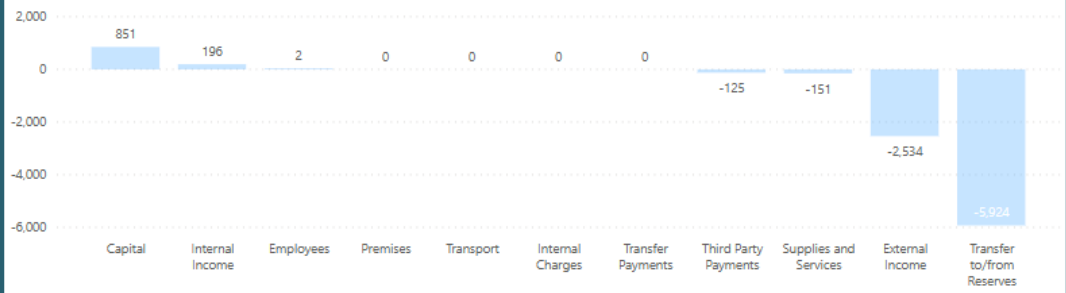 2,000
0
-2,000
-4,000
-6,000
851
196
2
0
0
0
0
-125
-151
-2,534
-5,924
Capital
Internal
Income
Employees
Premises
Transport
Internal
Charges
Transfer
Payments
Third Party
Payments
Supplies and
Services
External
Income
Transfer
to/from
Reserves